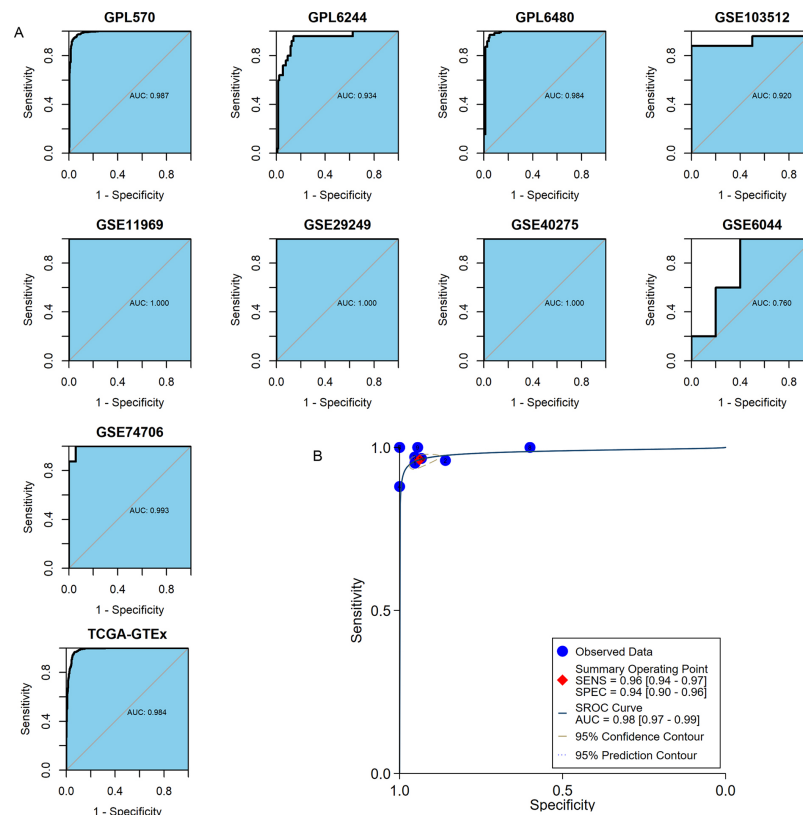 A
GPL570
Sensitivity
0.0 0.4 0.8
AUC: 0.987
0.0 0.4 0.8
1 - Specificity
GPL6244
Sensitivity
0.0 0.4 0.8
AUC: 0.934
0.0 0.4 0.8
1 - Specificity
GPL6480
Sensitivity
0.0 0.4 0.8
AUC: 0.984
0.0 0.4 0.8
1 - Specificity
GSE103512
Sensitivity
0.0 0.4 0.8
AUC: 0.920
0.0 0.4 0.8
1 - Specificity
GSE11969
Sensitivity
0.0 0.4 0.8
AUC: 1.000
0.0 0.4 0.8
1 - Specificity
GSE29249
Sensitivity
0.0 0.4 0.8
AUC: 1.000
0.0 0.4 0.8
1 - Specificity
GSE40275
Sensitivity
0.0 0.4 0.8
AUC: 1.000
0.0 0.4 0.8
1 - Specificity
GSE6044
Sensitivity
0.0 0.4 0.8
AUC: 0.760
0.0 0.4 0.8
1 - Specificity
GSE74706
Sensitivity
0.0 0.4 0.8
AUC: 0.993
0.0 0.4 0.8
1 - Specificity
TCGA-GTEx
Sensitivity
0.0 0.4 0.8
AUC: 0.984
0.0 0.4 0.8
1 - Specificity
B
1.0
0.5
0.0
Sensitivity
Observed Data
Summary Operating Point
SENS = 0.96 [0.94 - 0.97]
SPEC = 0.94 [0.90 - 0.96]
SROC Curve
AUC = 0.98 [0.97 - 0.99]
95% Confidence Contour
95% Prediction Contour
1.0 0.5 0.0
Specificity